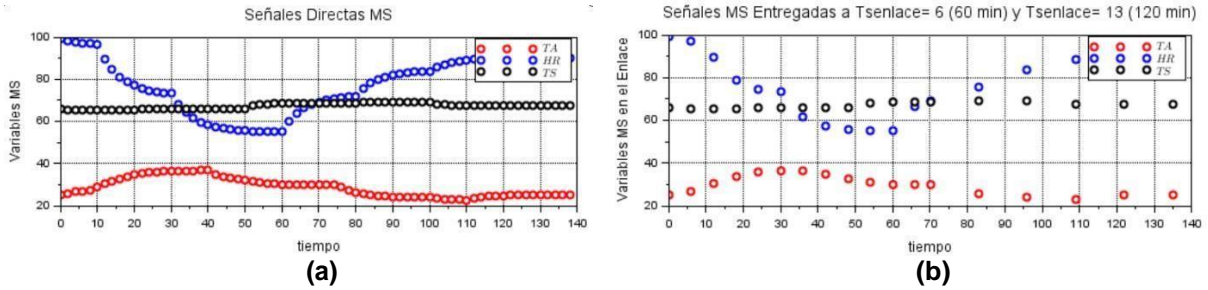 Señales Directas MS
Variables MS
100
80
60
40
20
TA
HR
TS
0 10 20 30 40 50 60 70 80 90 100 110 120 130 140
tiempo
(a)
Señales MS Entregadas a Tsenlace= 6 (60 min) y Tsenlace= 13 (120 min)
Variables MS en el Enlace
100
80
60
40
20
TA
HR
TS
0 10 20 30 40 50 60 70 80 90 100 110 120 130 140
tiempo
(b)